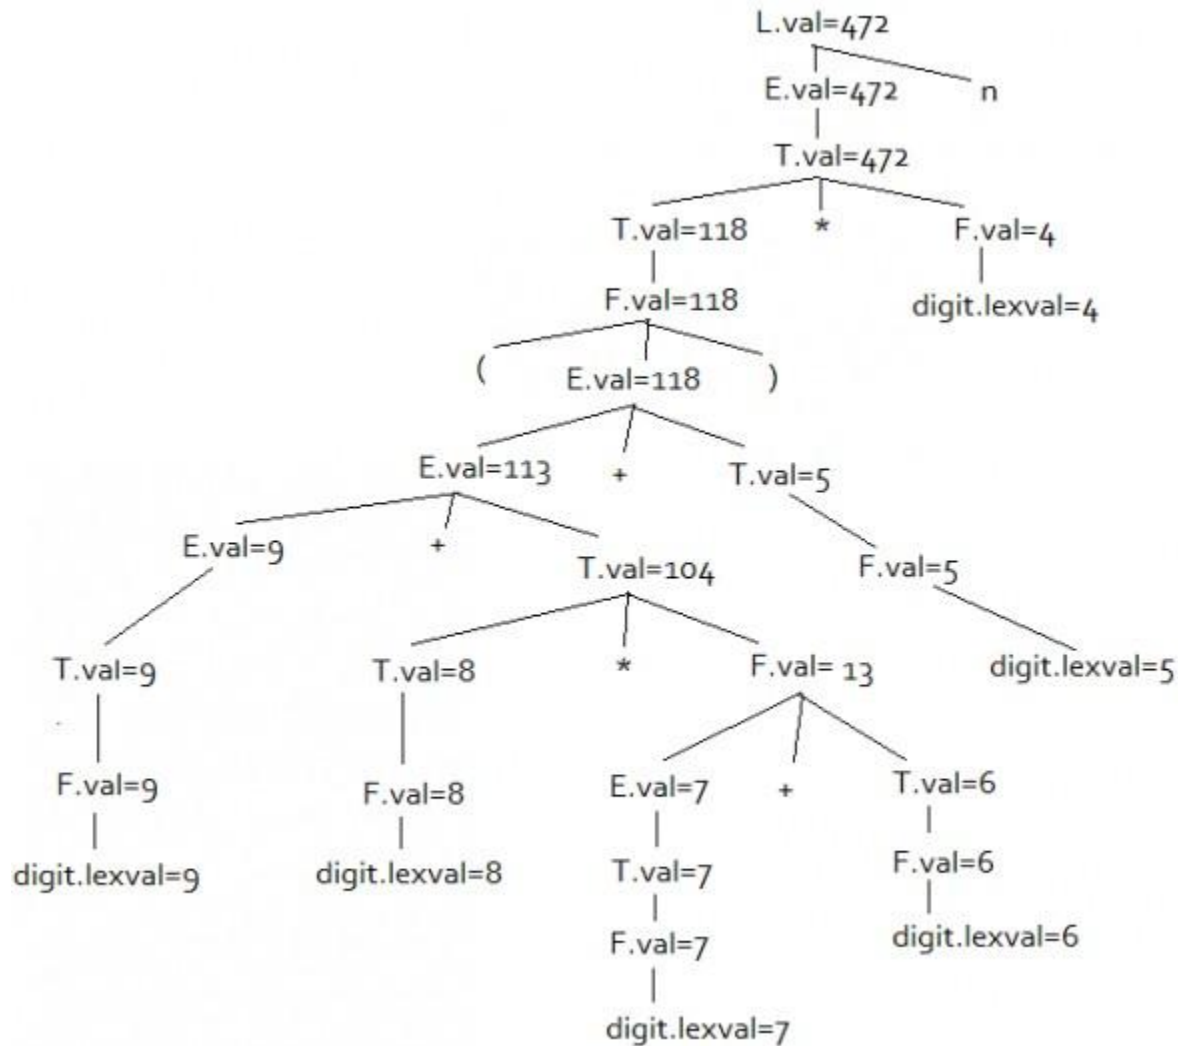 L.val=472
E.val=472 n
T.val=472
T.val=118 * F.val=4
F.val=118 digit.lexval=4
( E.val=118 )
E.val=113 + T.val=5
E.val=9 + T.val=104 F.val=5
T.val=9 T.val=8 * F.val= 13 digit.lexval=5
F.val=9 F.val=8 E.val=7 + T.val=6
digit.lexval=9 digit.lexval=8 T.val=7 F.val=6
F.val=7 digit.lexval=6
digit.lexval=7